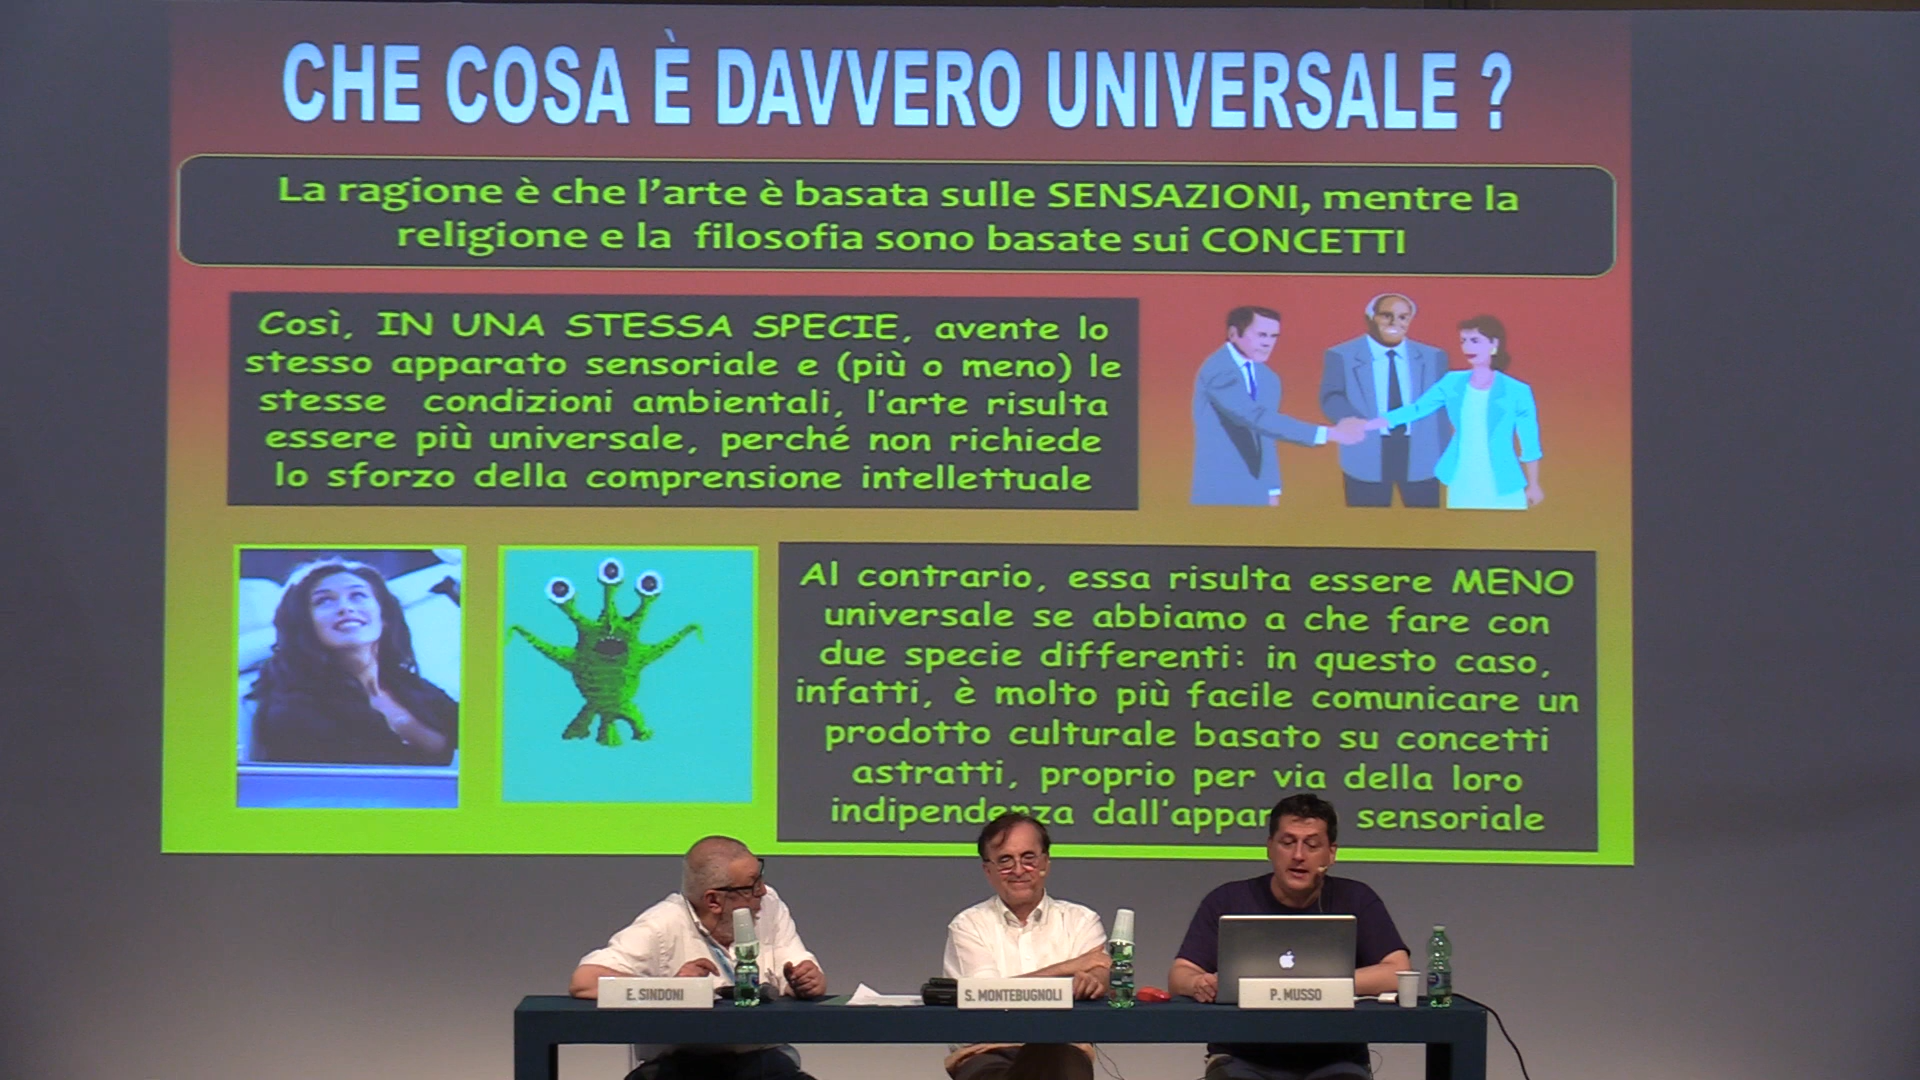 CHE COSA È DAVVERO UNIVERSALE ?
La ragione è che l'arte è basata sulle SENSAZIONI, mentre la
religione e la filosofia sono basate sui CONCETTI
Così, IN UNA STESSA SPECIE, avente lo
stesso apparato sensoriale e (più o meno) le
stesse condizioni ambientali, l'arte risulta
essere più universale, perché non richiede
lo sforzo della comprensione intellettuale
Al contrario, essa risulta essere MENO
universale se abbiamo a che fare con
due specie differenti: in questo caso,
infatti, è molto più facile comunicare un
prodotto culturale basato su concetti
astratti, proprio per via della loro
indipendenza dall'appar sensoriale
E. SINDONI
S. MONTEBUGNOLI
P. MUSSO